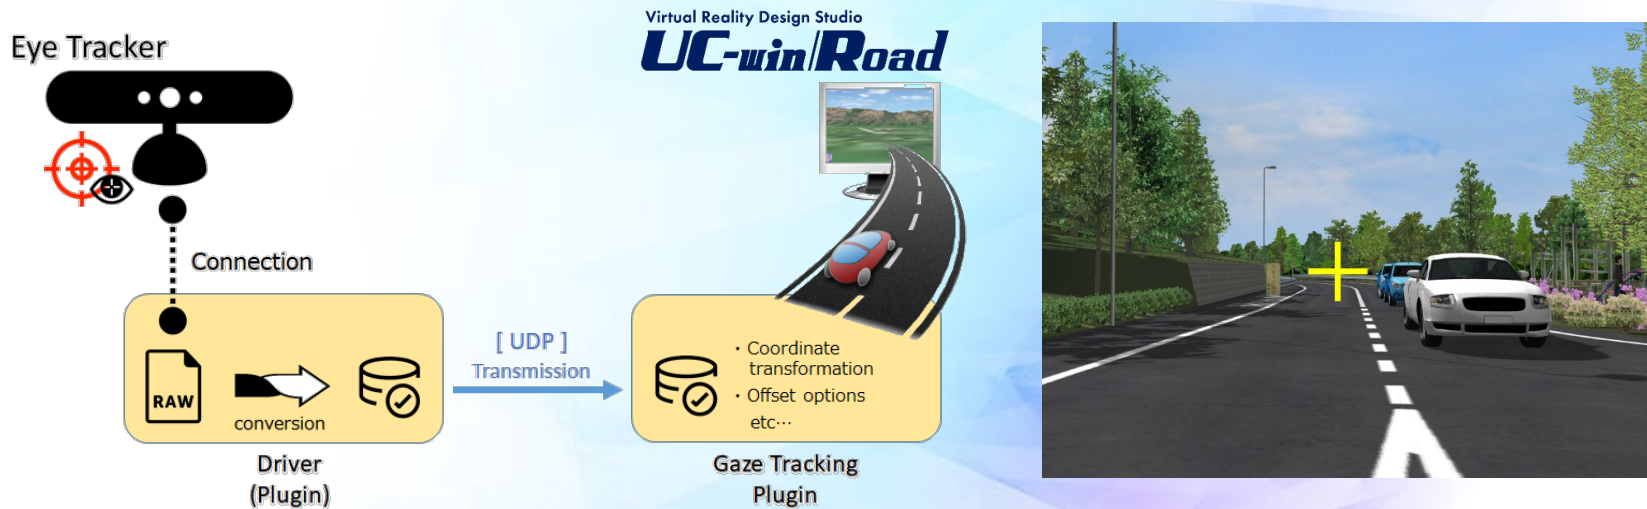 Eye Tracker
Connection
RAW
conversion
Driver
(Plugin)
[ UDP ]
Transmission
Virtual Reality Design Studio
UC-win/Road
・Coordinate
transformation
・Offset options
etc…
Gaze Tracking
Plugin